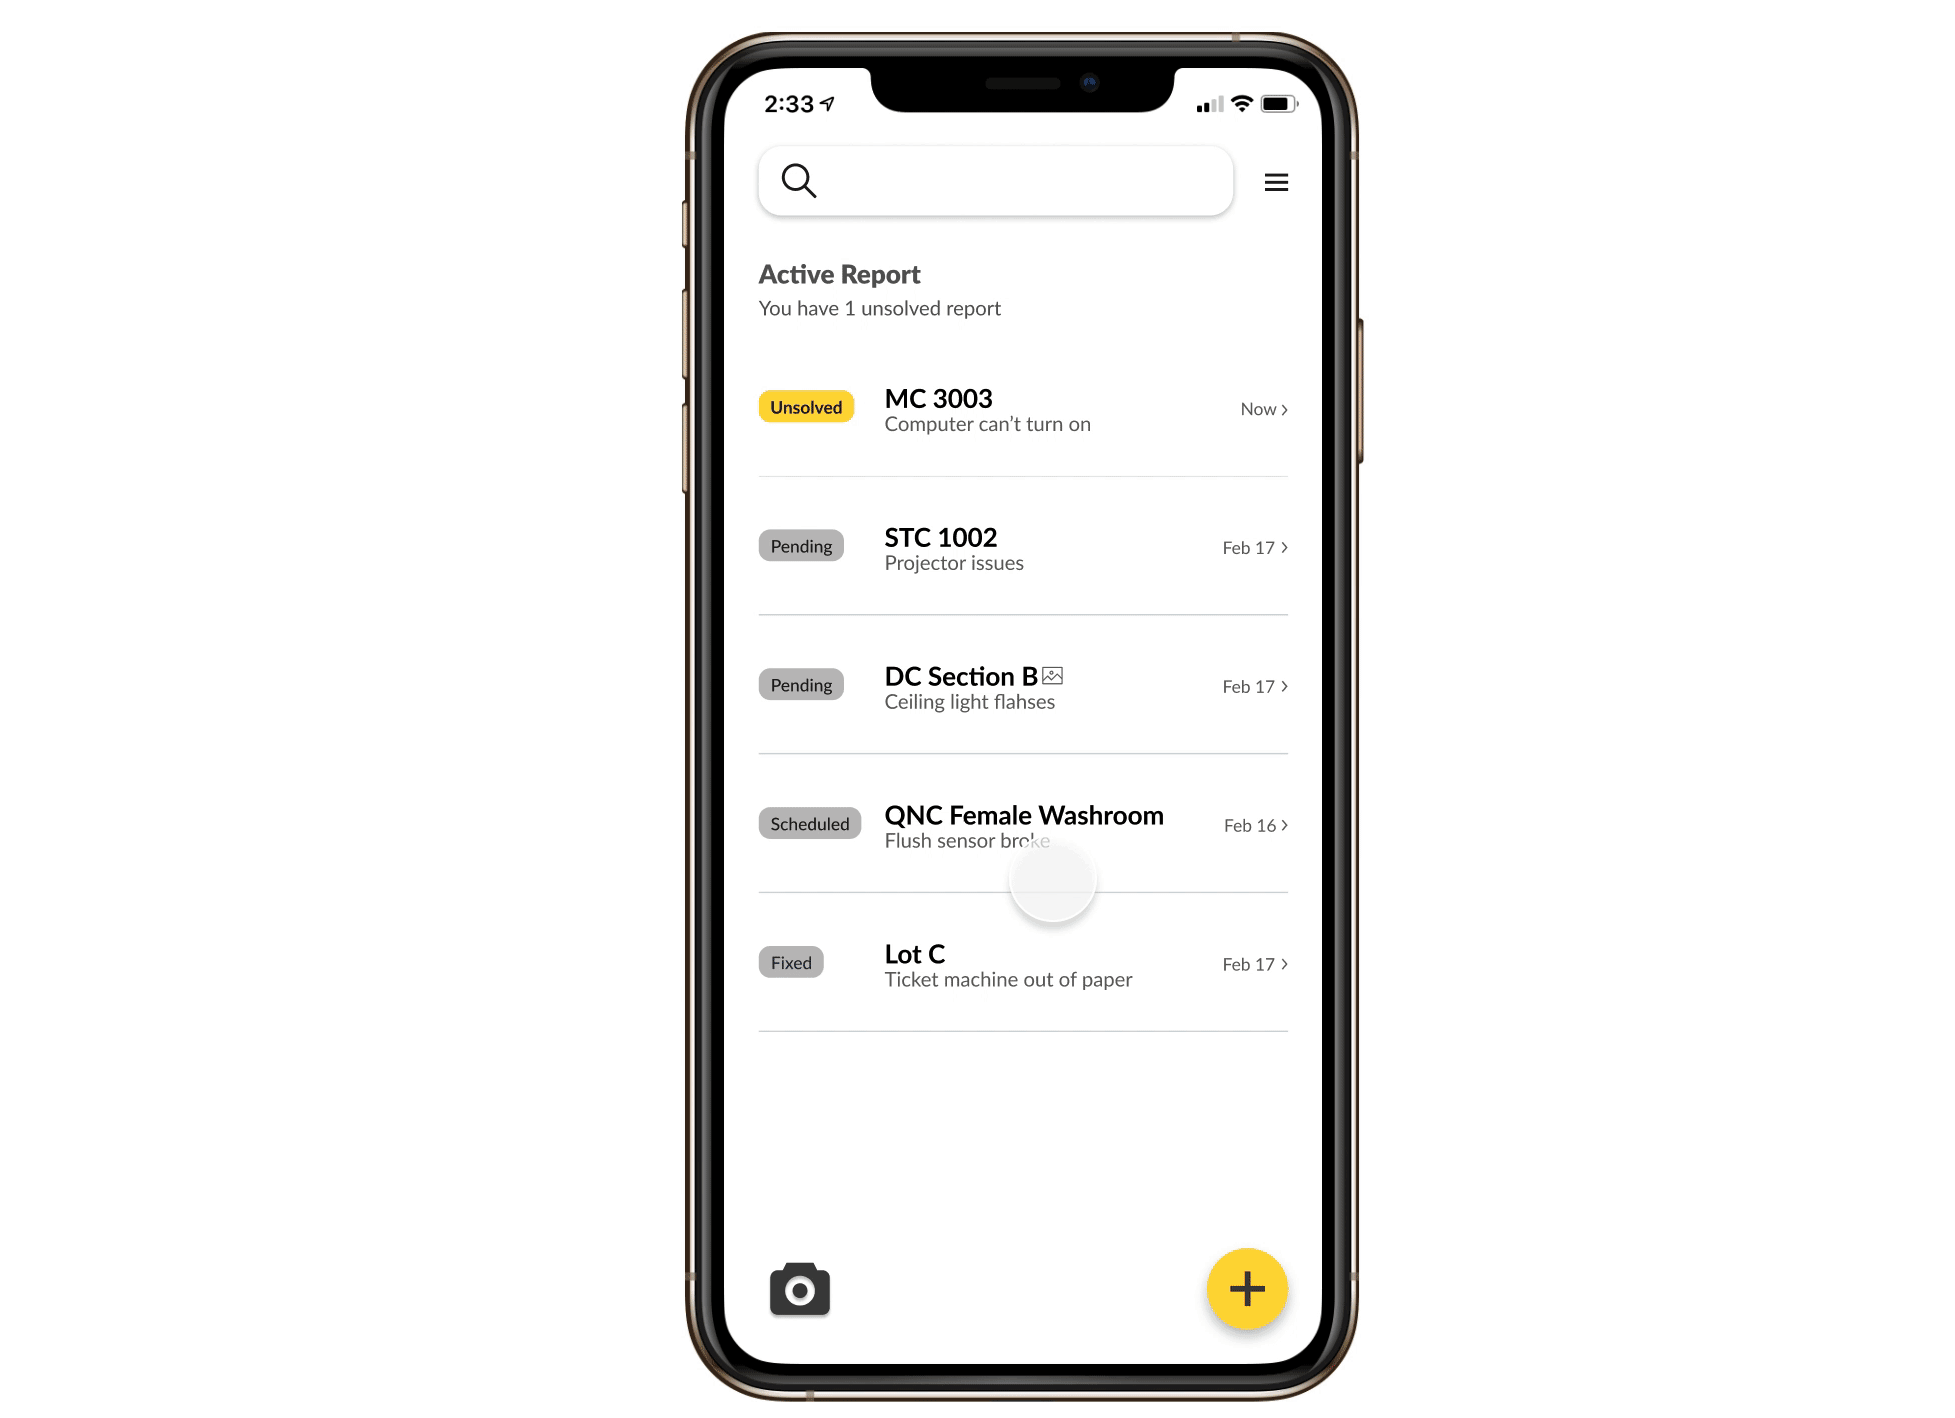 2:33
Active Report
You have 1 unsolved report
Unsolved
MC 3003
Computer can't turn on
Now
Pending
STC 1002
Projector issues
Feb 17
Pending
DC Section B
Ceiling light flahses
Feb 17
Scheduled
QNC Female Washroom
Flush sensor broke
Feb 16
Fixed
Lot C
Ticket machine out of paper
Feb 17